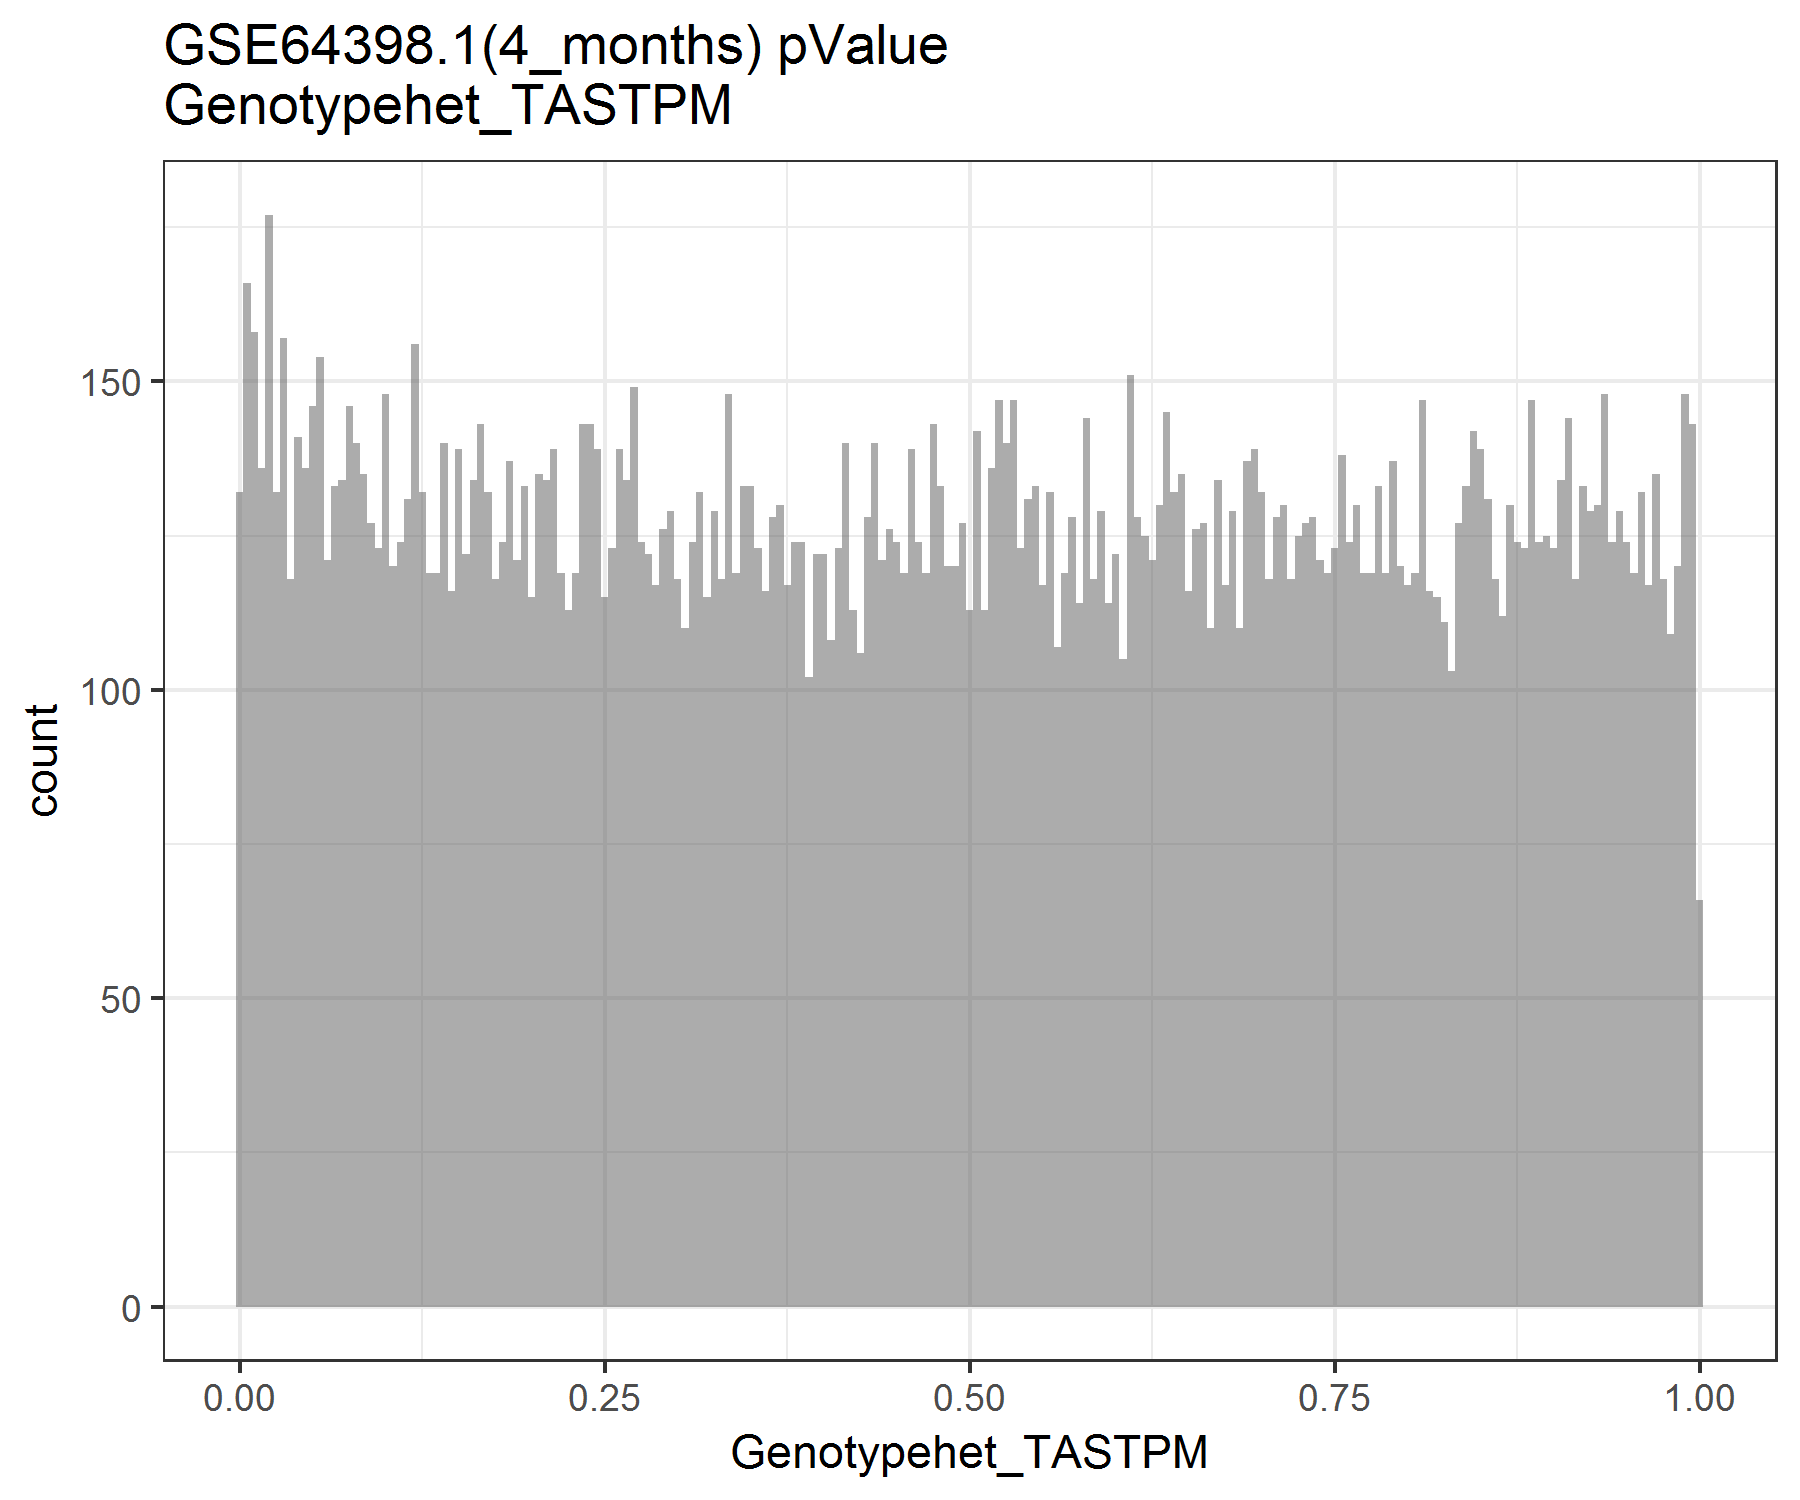 GSE64398.1(4_months) pValue
Genotypehet_TASTPM
150
100
50
0
count
0.00 0.25 0.50 0.75 1.00
Genotypehet_TASTPM